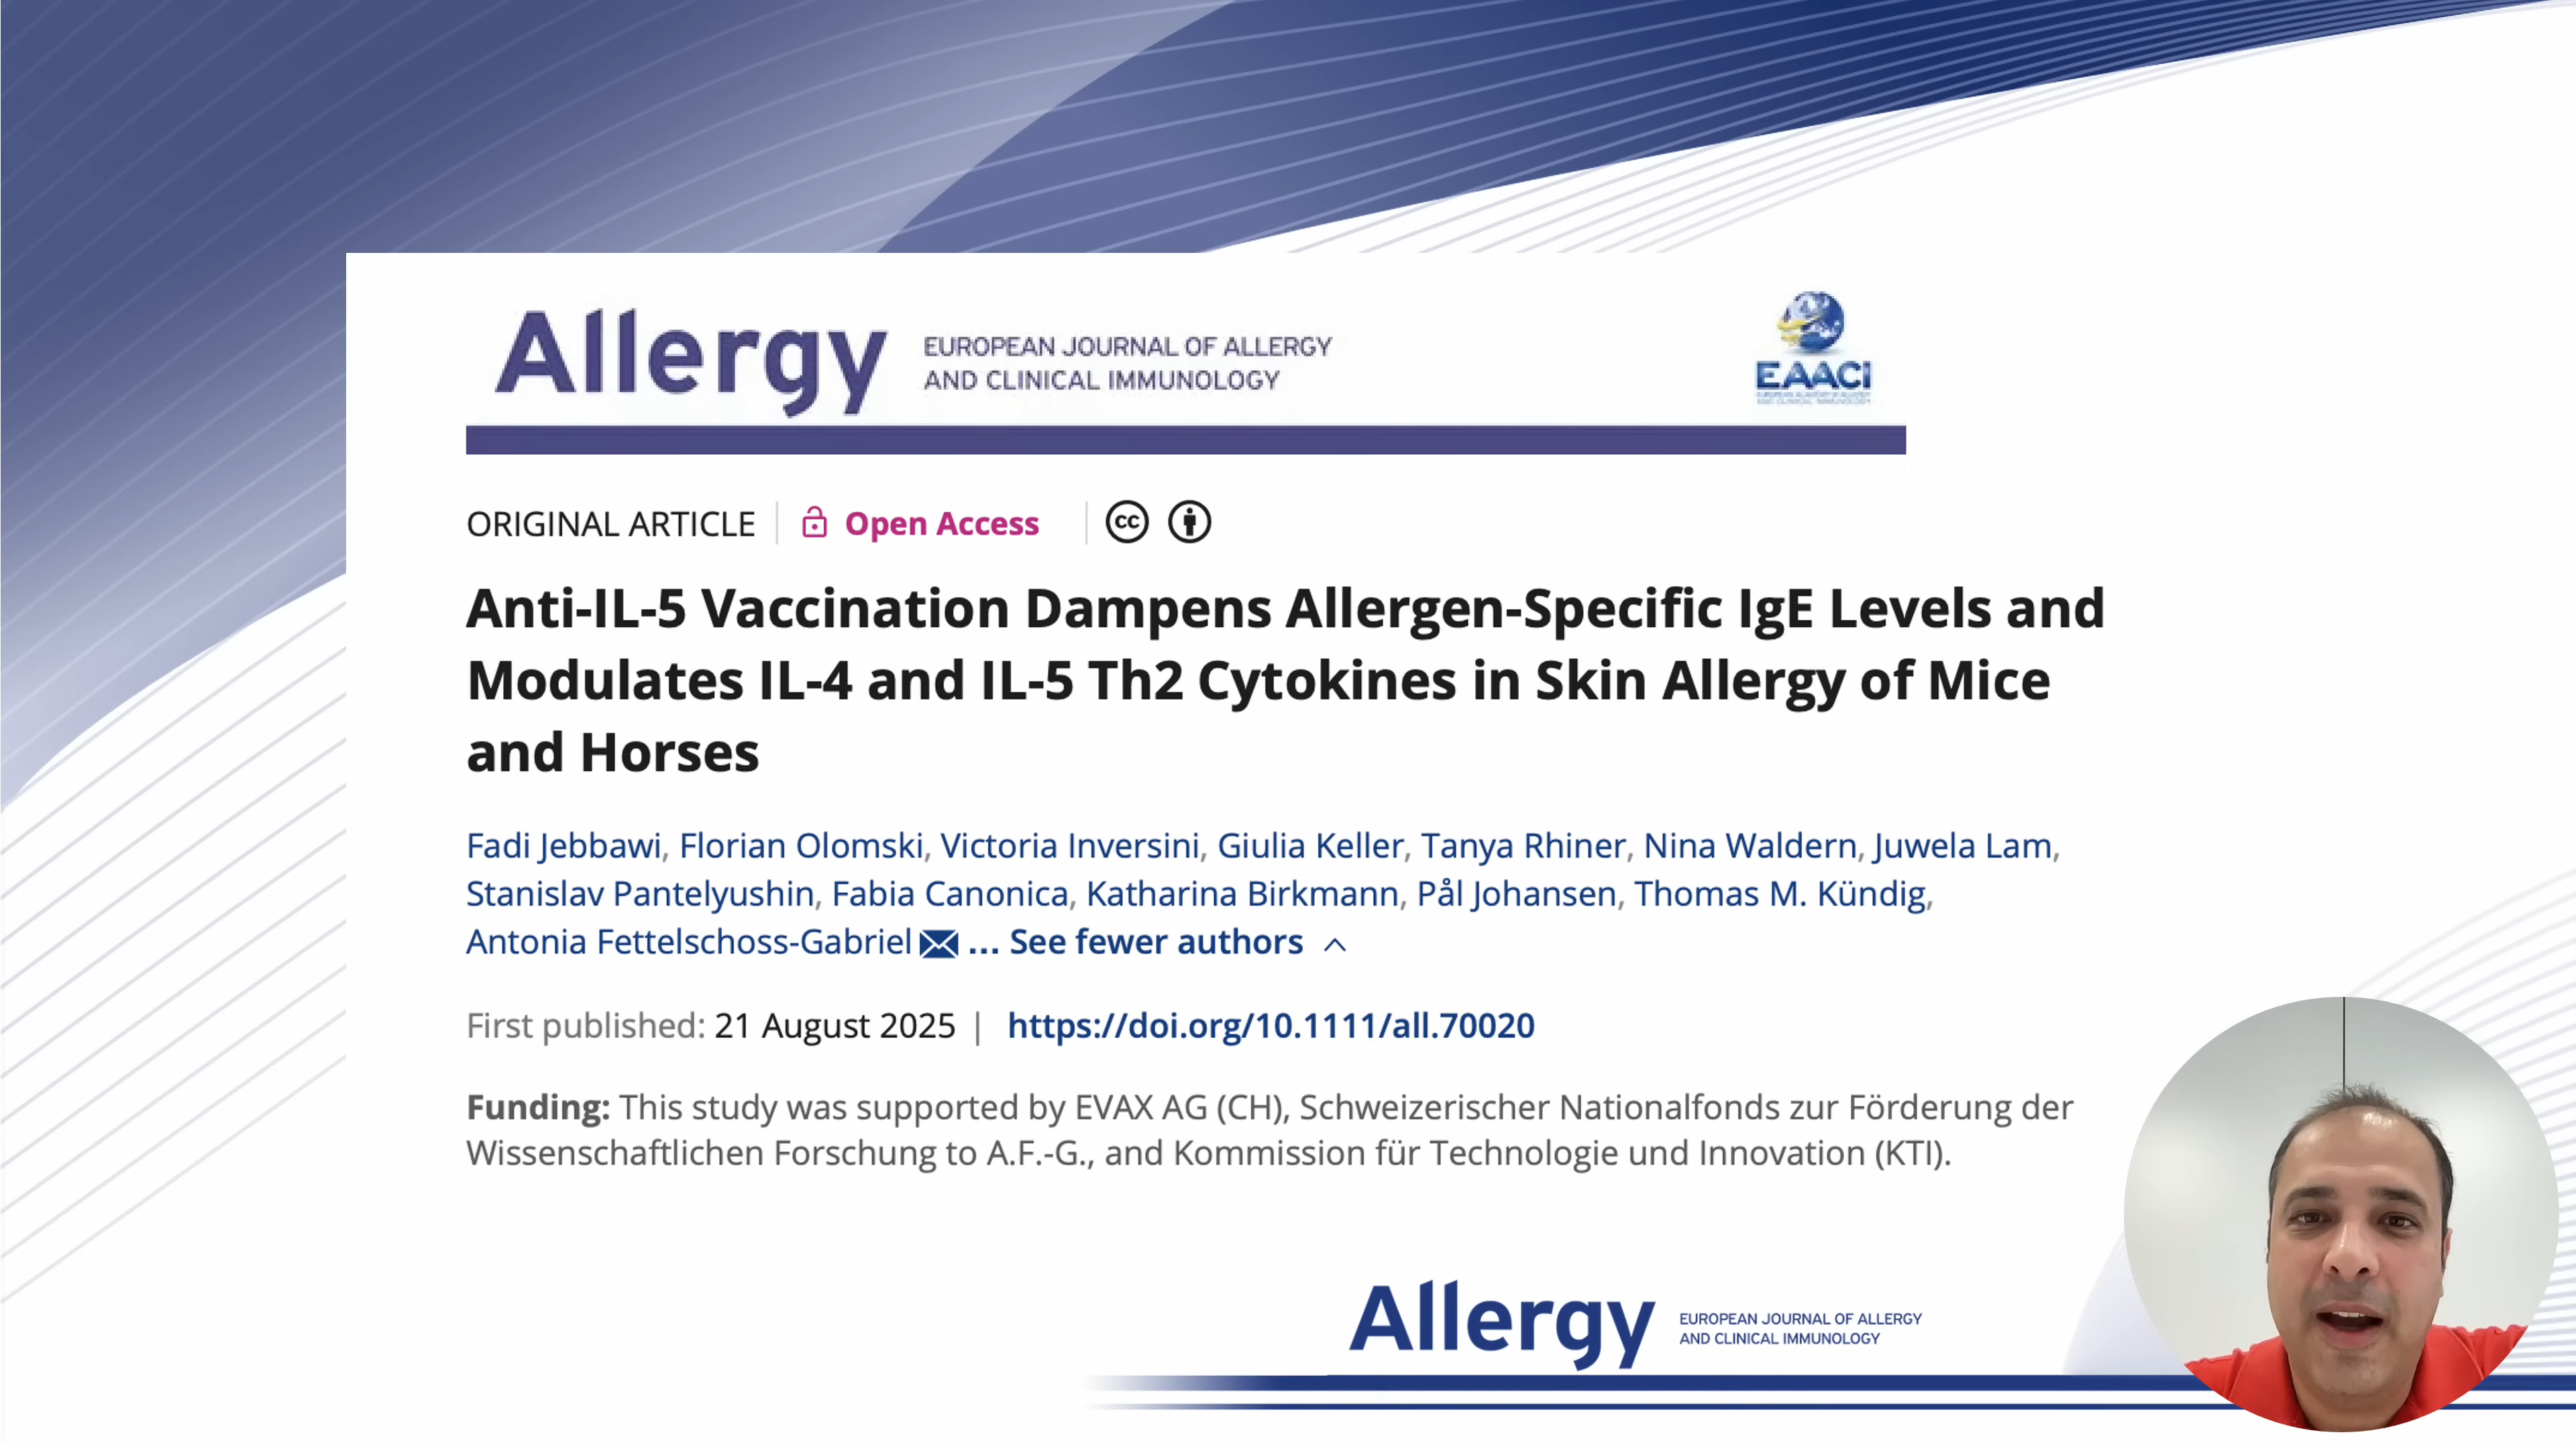 Allergy
EUROPEAN JOURNAL OF ALLERGY
AND CLINICAL IMMUNOLOGY
EAACI
ORIGINAL ARTICLE
Open Access
cc
Anti-IL-5 Vaccination Dampens Allergen-Specific IgE Levels and
Modulates IL-4 and IL-5 Th2 Cytokines in Skin Allergy of Mice
and Horses
Fadi Jebbawi, Florian Olomski, Victoria Inversini, Giulia Keller, Tanya Rhiner, Nina Waldern, Juwela Lam,
Stanislav Pantelyushin, Fabia Canonica, Katharina Birkmann, Pål Johansen, Thomas M. Kündig,
Antonia Fettelschoss-Gabriel ... See fewer authors
First published: 21 August 2025 | https://doi.org/10.1111/all.70020
Funding: This study was supported by EVAX AG (CH), Schweizerischer Nationalfonds zur Förderung der
Wissenschaftlichen Forschung to A.F.-G., and Kommission für Technologie und Innovation (KTI).
Allergy
EUROPEAN JOURNAL OF ALLERGY
AND CLINICAL IMMUNOLOGY